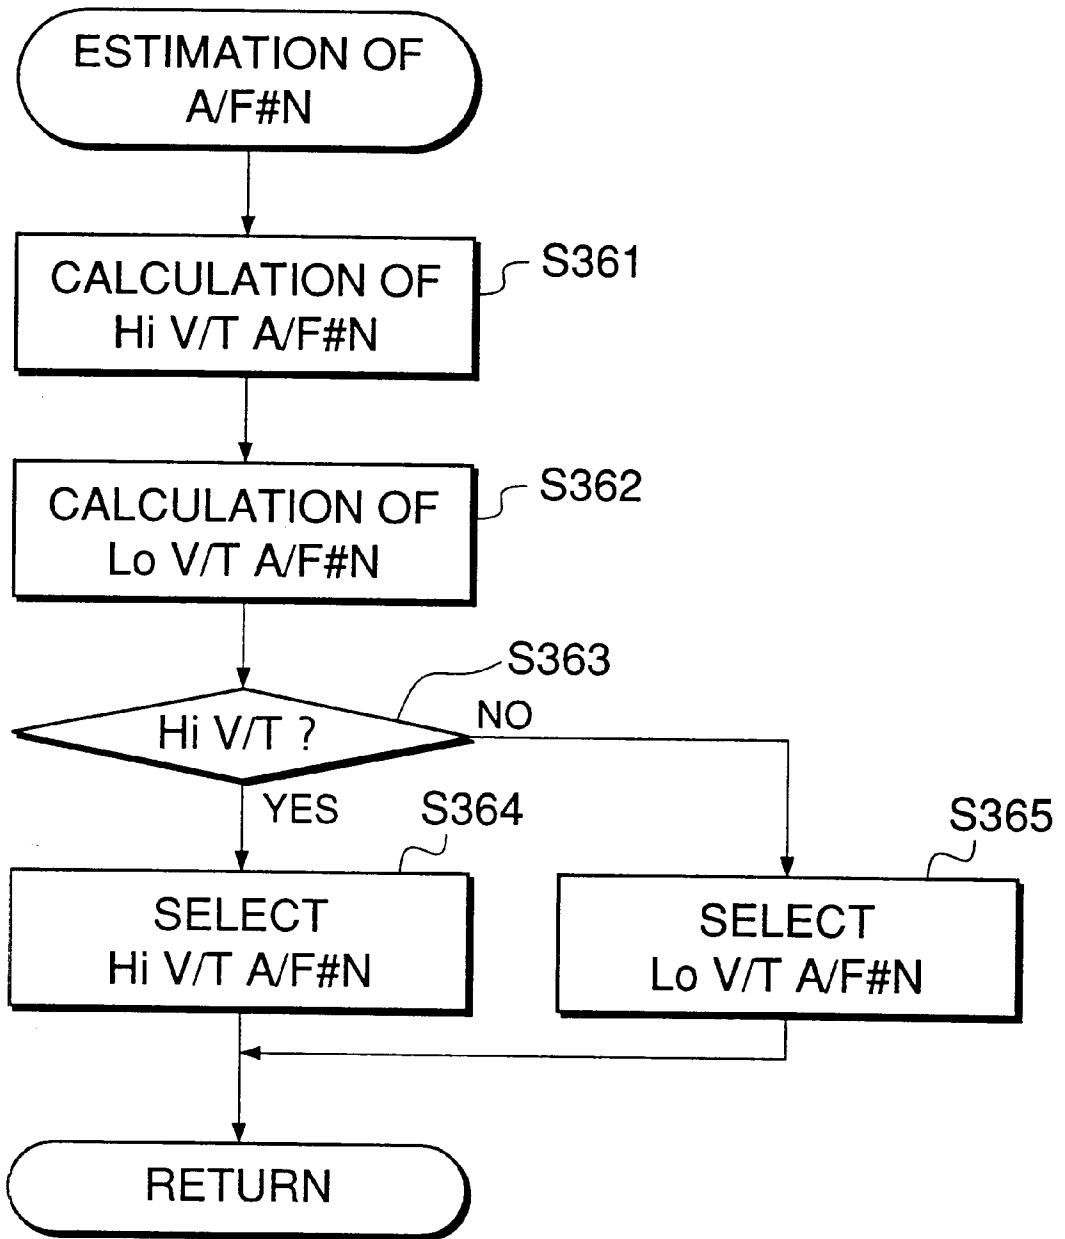 ESTIMATION OF
A/F#N
CALCULATION OF
Hi V/T A/F#N
S361
CALCULATION OF
Lo V/T A/F#N
S362
Hi V/T ?
S363
NO
YES
SELECT
Hi V/T A/F#N
S364
SELECT
Lo V/T A/F#N
S365
RETURN